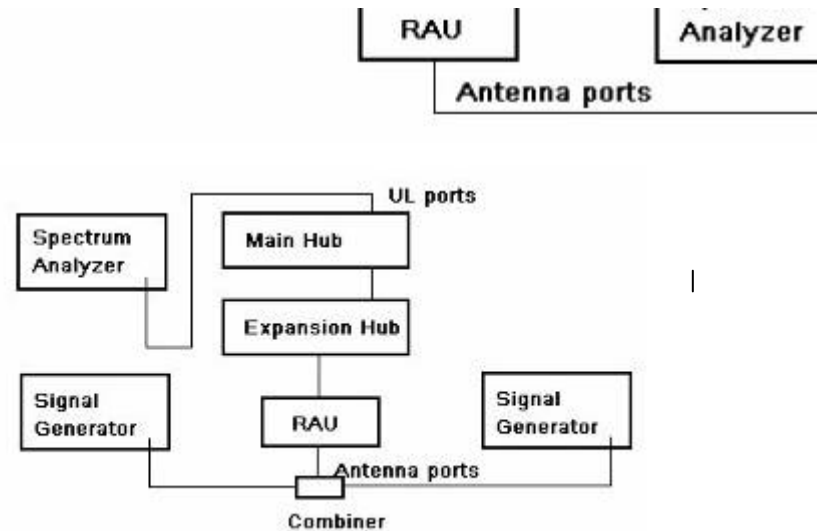 RAU
Analyzer
Antenna ports
UL ports
Spectrum
Analyzer
Main Hub
Expansion Hub
Signal
Generator
RAU
Signal
Generator
Antenna ports
Combiner